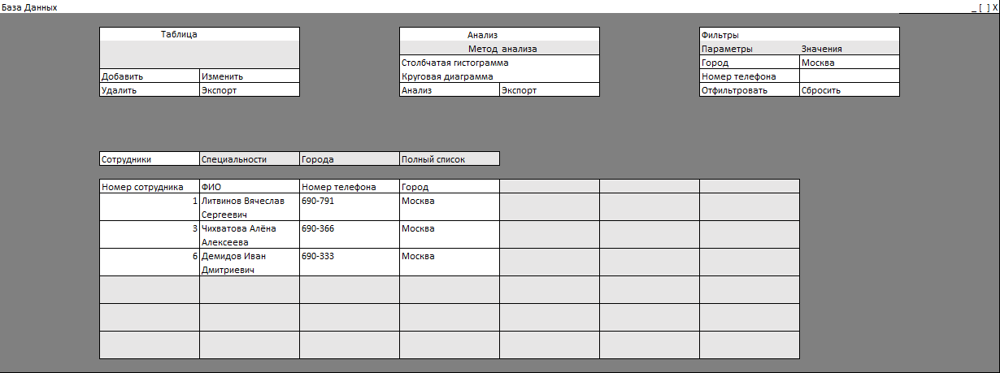 База Данных _ [ ] X
Таблица Анализ Фильтры
Метод анализа Параметры Значения
Столбчатая гистограмма Город Москва
Добавить Изменить Круговая диаграмма Номер телефона
Удалить Экспорт Анализ Экспорт Отфильтровать Сбросить
Сотрудники Специальности Города Полный список
Номер сотрудника ФИО Номер телефона Город
1 Литвинов Вячеслав 690-791 Москва
Сергеевич
3 Чихватова Алёна 690-366 Москва
Алексеева
6 Демидов Иван 690-333 Москва
Дмитриевич